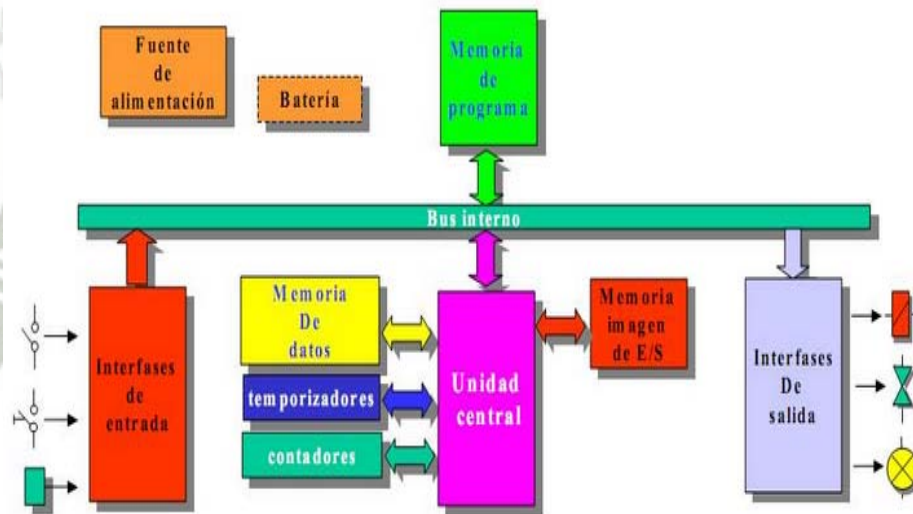 Fuente
de
alimentación
Batería
Memoria
de
programa
Bus interno
Interfases
de
entrada
Memoria
De
datos
temporizadores
contadores
Unidad
central
Memoria
imagen
de E/S
Interfases
De
salida